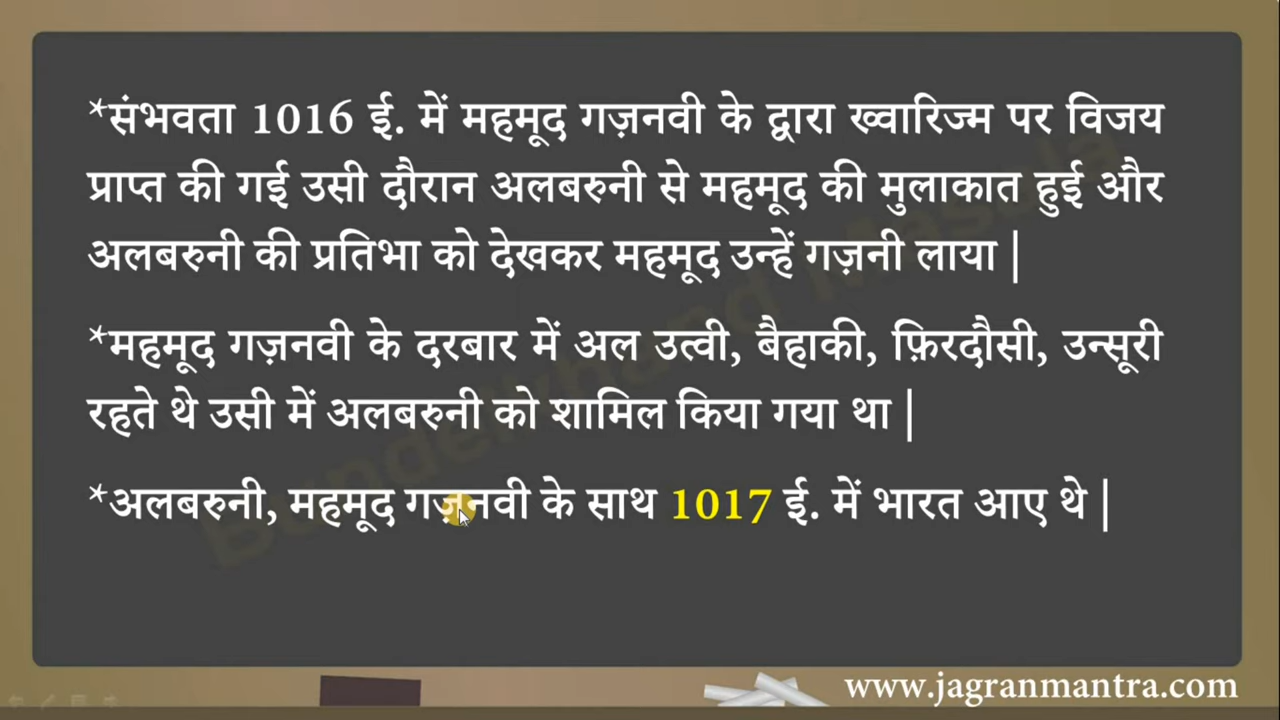 *संभवता 1016 ई. में महमूद गज़नवी के द्वारा ख्वारिज्म पर विजय
प्राप्त की गई उसी दौरान अलबरुनी से महमूद की मुलाकात हुई और
अलबरुनी की प्रतिभा को देखकर महमूद उन्हें गज़नी लाया |
*महमूद गज़नवी के दरबार में अल उत्वी, बैहाकी, फ़िरदौसी, उन्सूरी
रहते थे उसी में अलबरुनी को शामिल किया गया था |
*अलबरुनी, महमूद गज़नवी के साथ 1017 ई. में भारत आए थे |
Bundelkhand Masala
www.jagranmantra.com